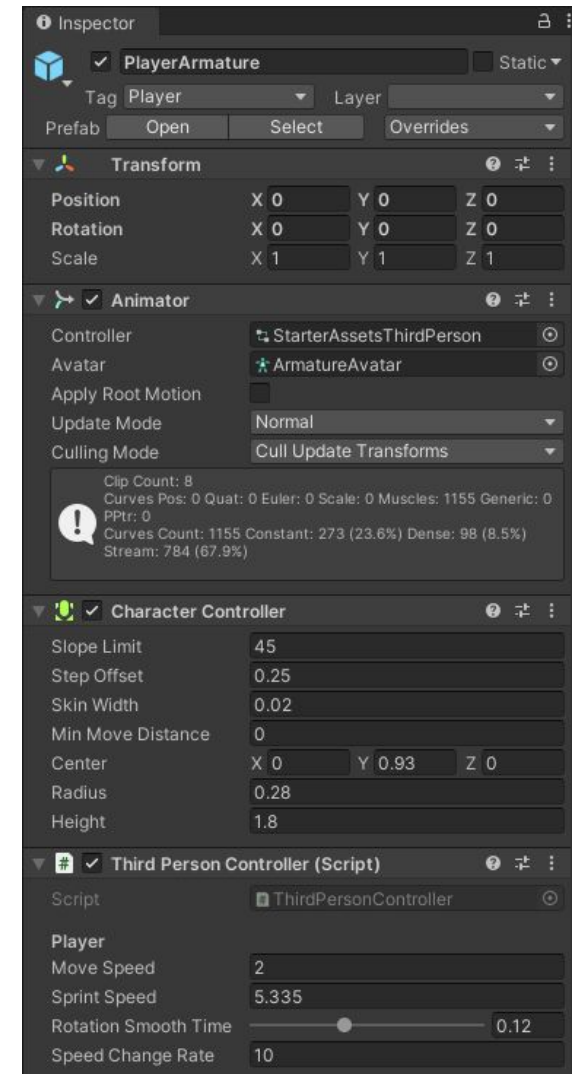 Inspector
PlayerArmature Static
Tag Player Layer
Prefab Open Select Overrides
Transform
Position X 0 Y 0 Z 0
Rotation X 0 Y 0 Z 0
Scale X 1 Y 1 Z 1
Animator
Controller StarterAssetsThirdPerson
Avatar ArmatureAvatar
Apply Root Motion
Update Mode Normal
Culling Mode Cull Update Transforms
Clip Count: 8
Curves Pos: 0 Quat: 0 Euler: 0 Scale: 0 Muscles: 1155 Generic: 0
PPtr: 0
Curves Count: 1155 Constant: 273 (23.6%) Dense: 98 (8.5%)
Stream: 784 (67.9%)
Character Controller
Slope Limit 45
Step Offset 0.25
Skin Width 0.02
Min Move Distance 0
Center X 0 Y 0.93 Z 0
Radius 0.28
Height 1.8
# Third Person Controller (Script)
Script ThirdPersonController
Player
Move Speed 2
Sprint Speed 5.335
Rotation Smooth Time 0.12
Speed Change Rate 10